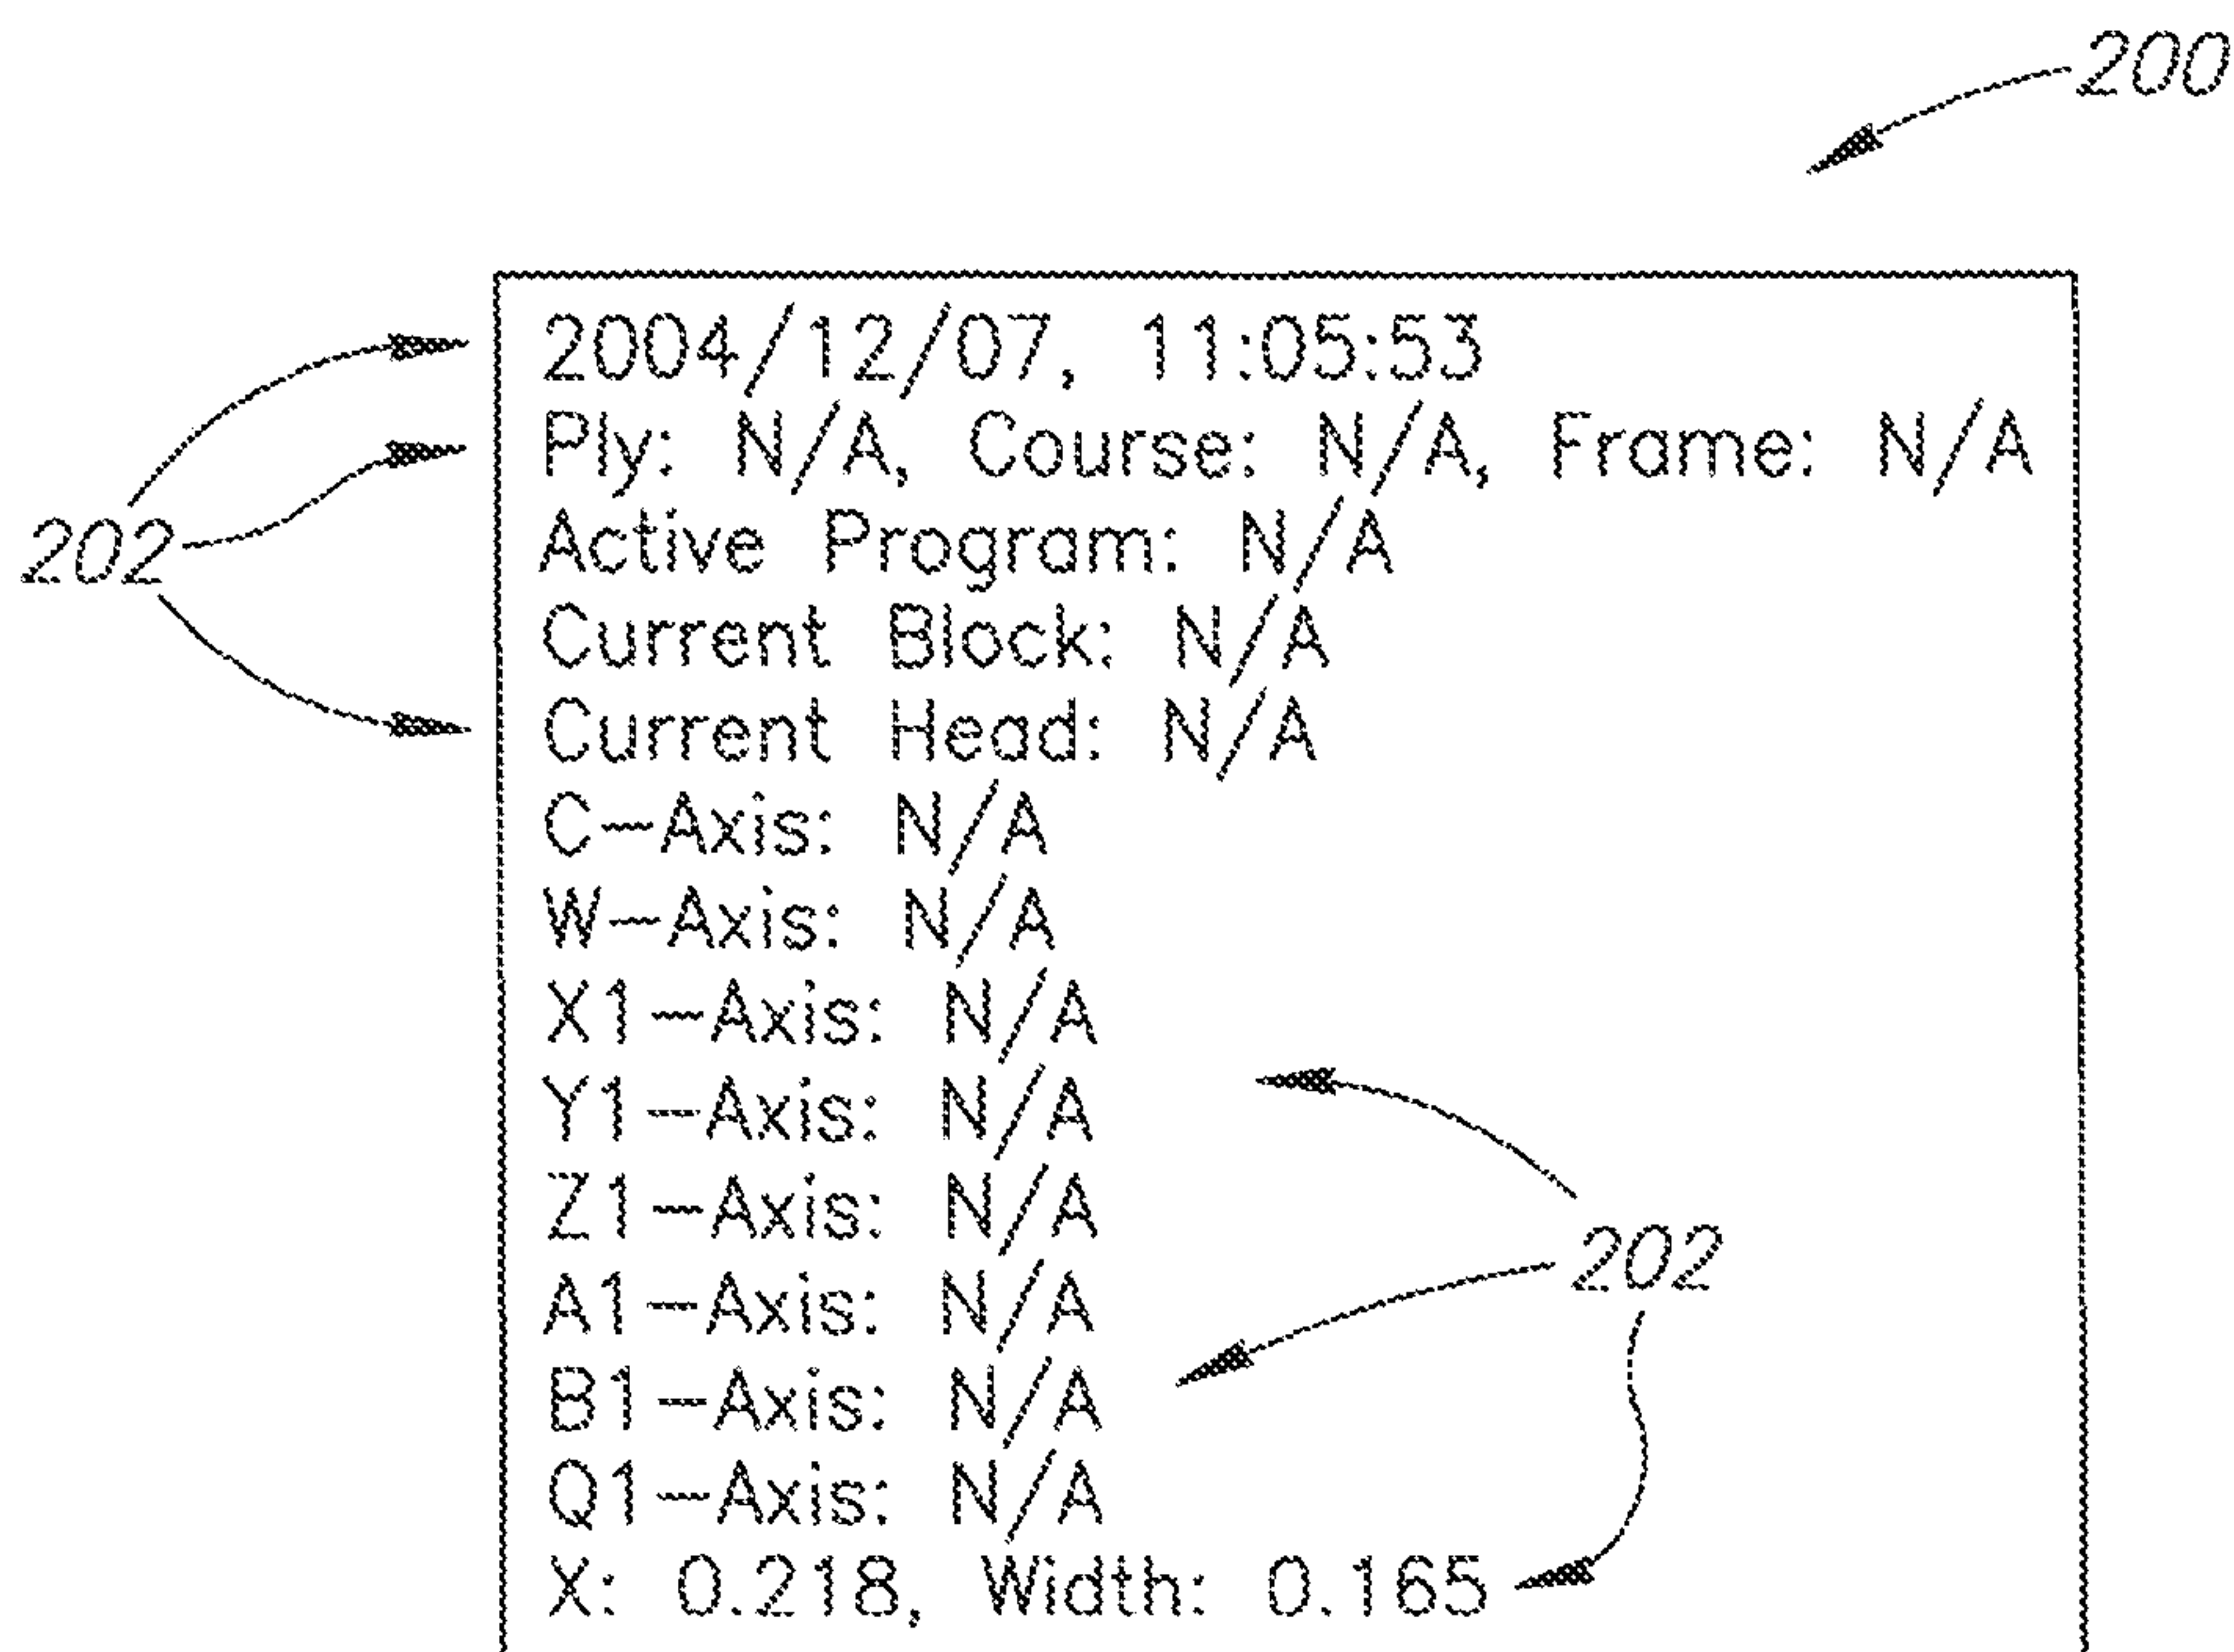 200
2004/12/07, 11:05:53
Ply: N/A, Course: N/A, Frame: N/A
Active Program: N/A
202
Current Block: N/A
Current Head: N/A
C-Axis: N/A
W-Axis: N/A
X1-Axis: N/A
Y1-Axis: N/A
Z1-Axis: N/A
202
A1-Axis: N/A
B1-Axis: N/A
Q1-Axis: N/A
X: 0.218, Width: 0.165